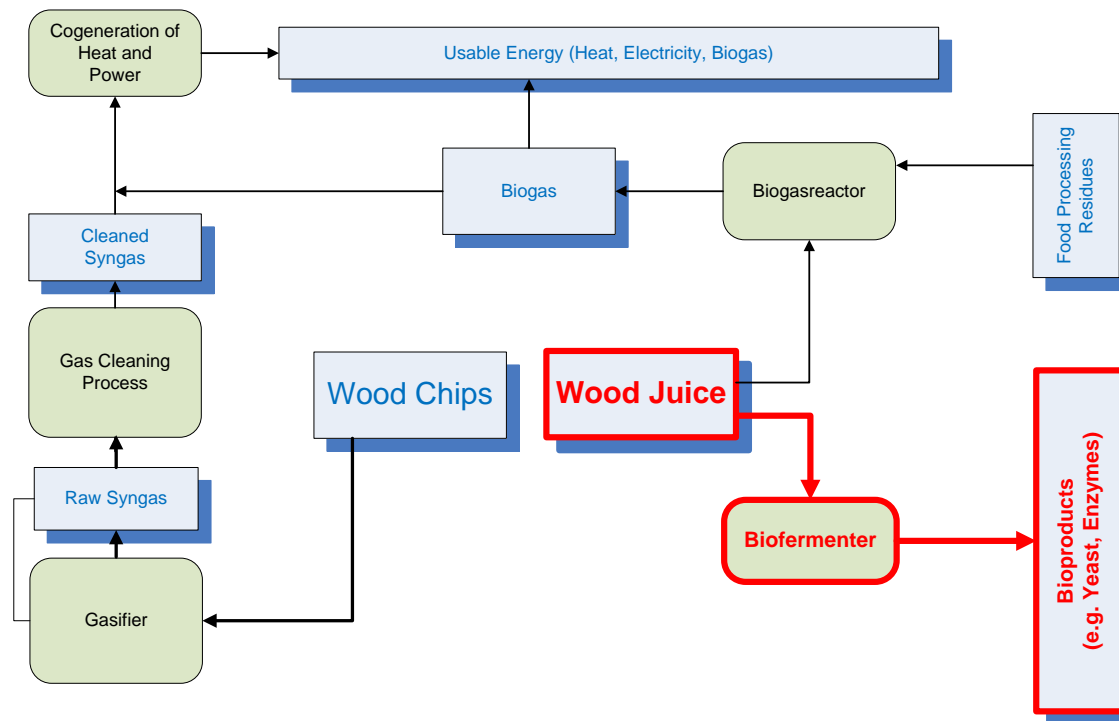 Cogeneration of
Heat and
Power
Usable Energy (Heat, Electricity, Biogas)
Biogas
Biogasreactor
Food Processing
Residues
Cleaned
Syngas
Gas Cleaning
Process
Wood Chips
Wood Juice
Raw Syngas
Biofermenter
Bioproducts
(e.g. Yeast, Enzymes)
Gasifier